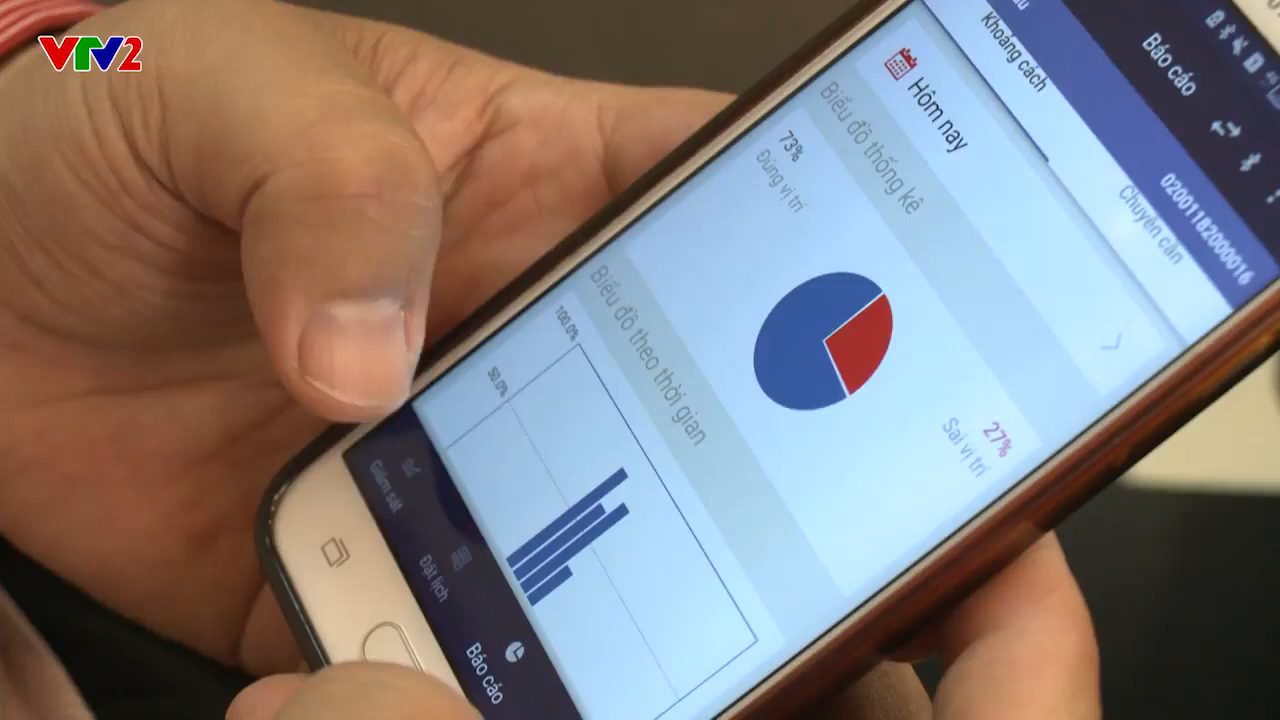 VTV2
Báo cáo
02001182000016
Khoảng cách
Chuyên cần
Hôm nay
Biểu đồ thống kê
73%
Đúng vị trí
27%
Sai vị trí
Biểu đồ theo thời gian
100.0%
50.0%
Giám sát
Đặt lịch
Báo cáo